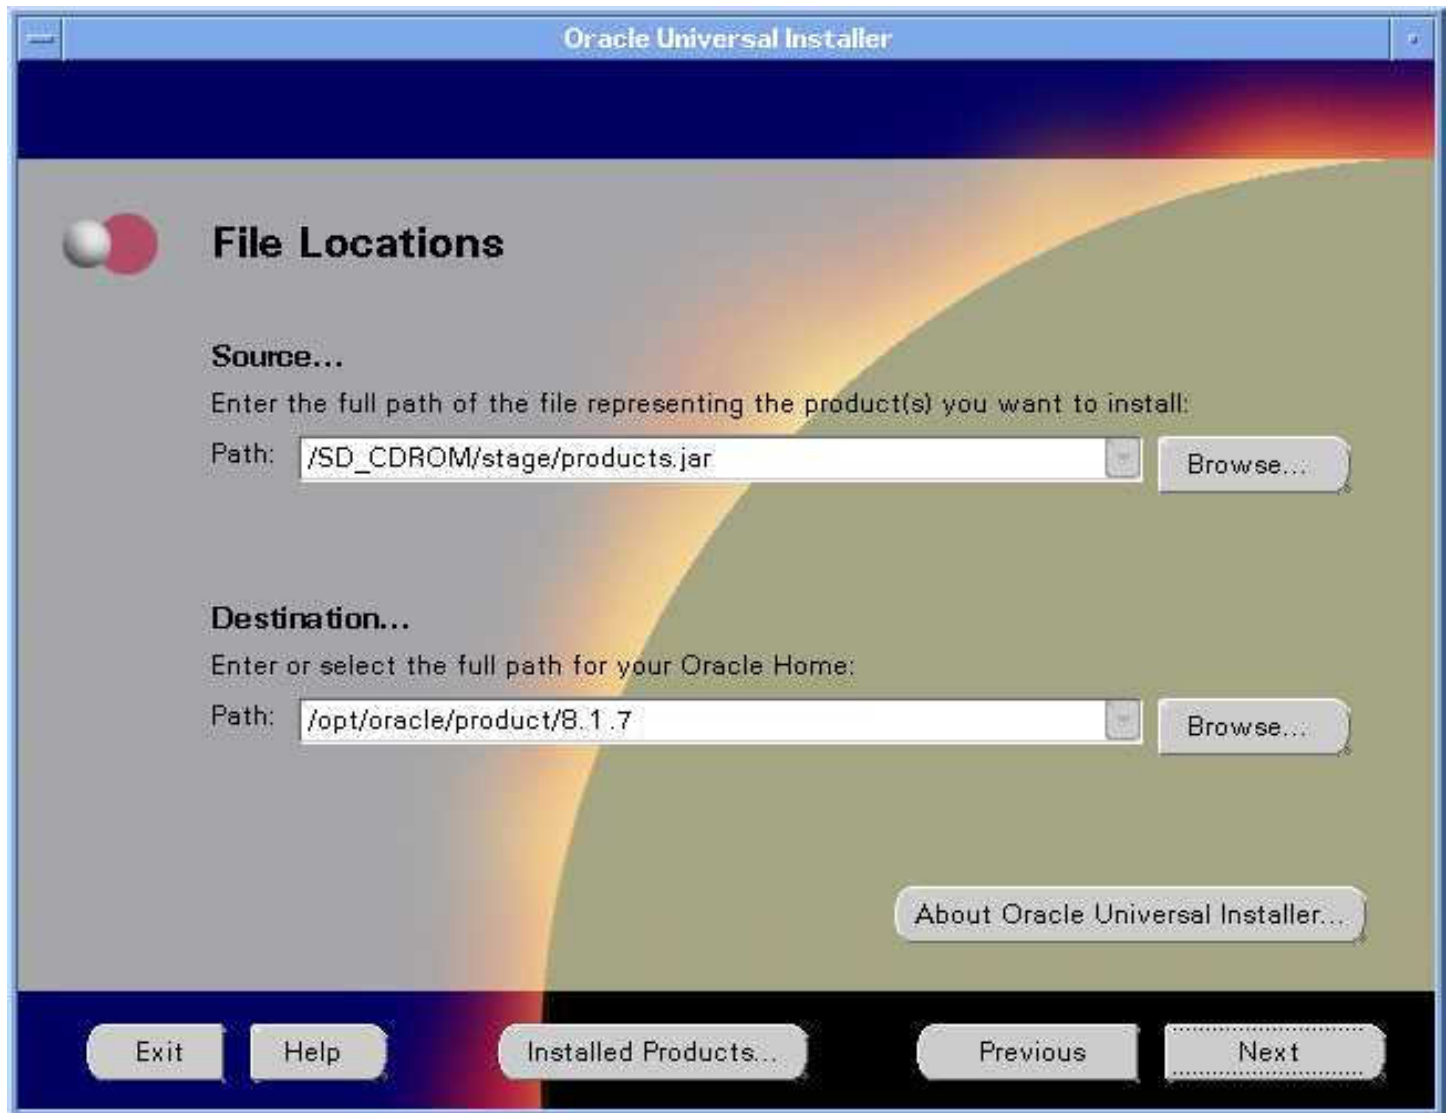 Oracle Universal Installer
File Locations
Source...
Enter the full path of the file representing the product(s) you want to install:
Path: /SD_CDROM/stage/products.jar Browse...
Destination...
Enter or select the full path for your Oracle Home:
Path: /opt/oracle/product/8.1.7 Browse...
About Oracle Universal Installer...
Exit Help Installed Products... Previous Next